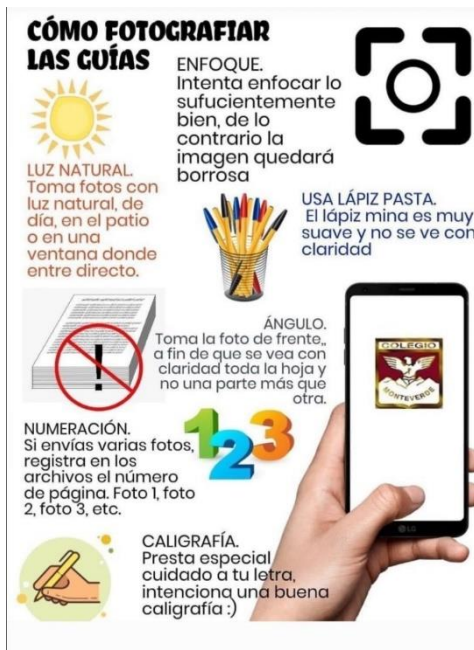 CÓMO FOTOGRAFIAR
LAS GUÍAS
ENFOQUE.
Intenta enfocar lo
sufucientemente
bien, de lo
contrario la
imagen quedará
borrosa
LUZ NATURAL.
Toma fotos con
luz natural, de
día, en el patio
o en una
ventana donde
entre directo.
USA LÁPIZ PASTA.
El lápiz mina es muy
suave y no se ve con
claridad
ÁNGULO.
Toma la foto de frente,,
a fin de que se vea con
claridad toda la hoja y
no una parte más que
otra.
COLEGIO
MONTEVERDE
NUMERACIÓN.
Si envías varias fotos,
registra en los
archivos el número
de página. Foto 1, foto
2, foto 3, etc.
123
LG
CALIGRAFÍA.
Presta especial
cuidado a tu letra,
intenciona una buena
caligrafía :)